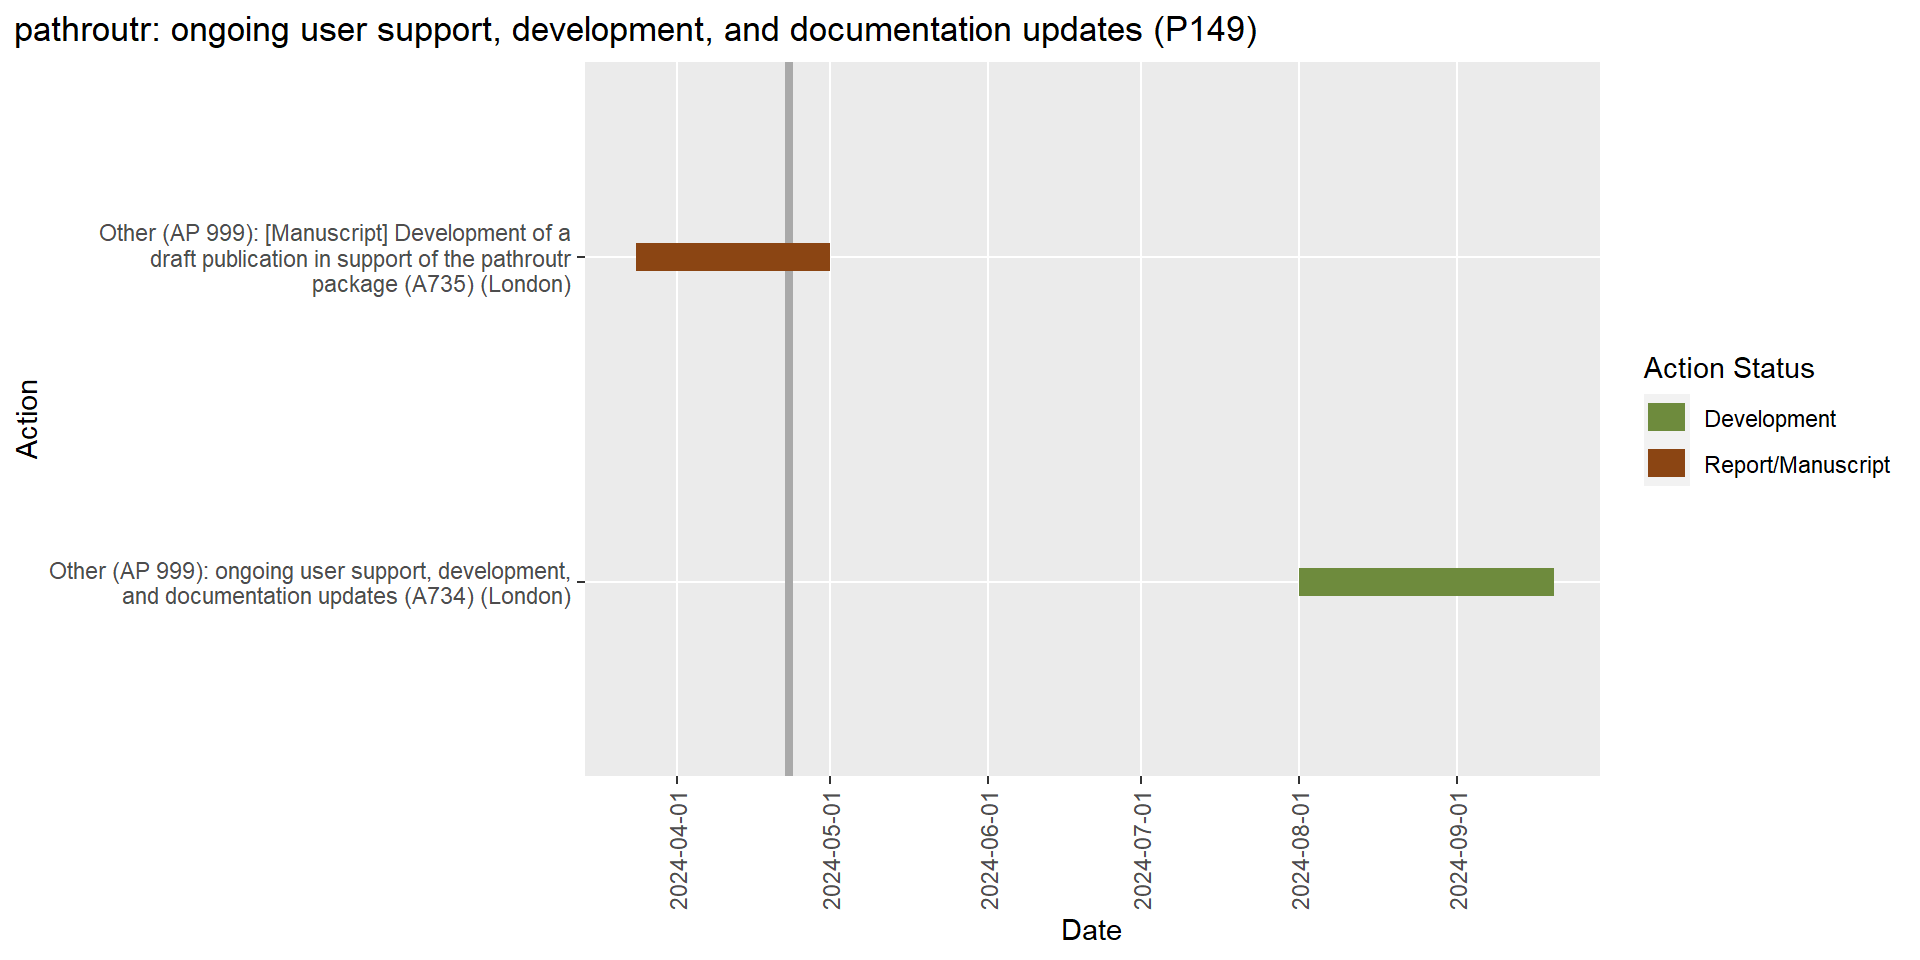 pathroutr: ongoing user support, development, and documentation updates (P149)
Action
Other (AP 999): [Manuscript] Development of a
draft publication in support of the pathroutr
package (A735) (London)
Other (AP 999): ongoing user support, development,
and documentation updates (A734) (London)
2024-04-01
2024-05-01
2024-06-01
2024-07-01
2024-08-01
2024-09-01
Date
Action Status
Development
Report/Manuscript